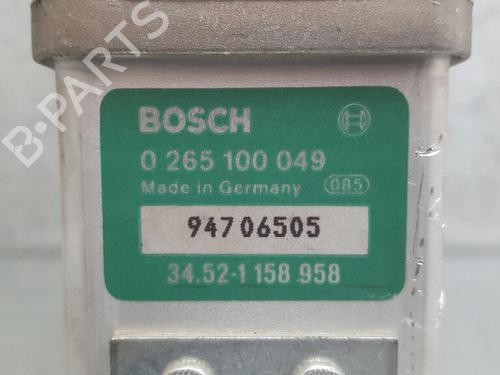 B-PARTS
BOSCH
0 265 100 049
Made in Germany 085
94706505
34.52-1 158 958